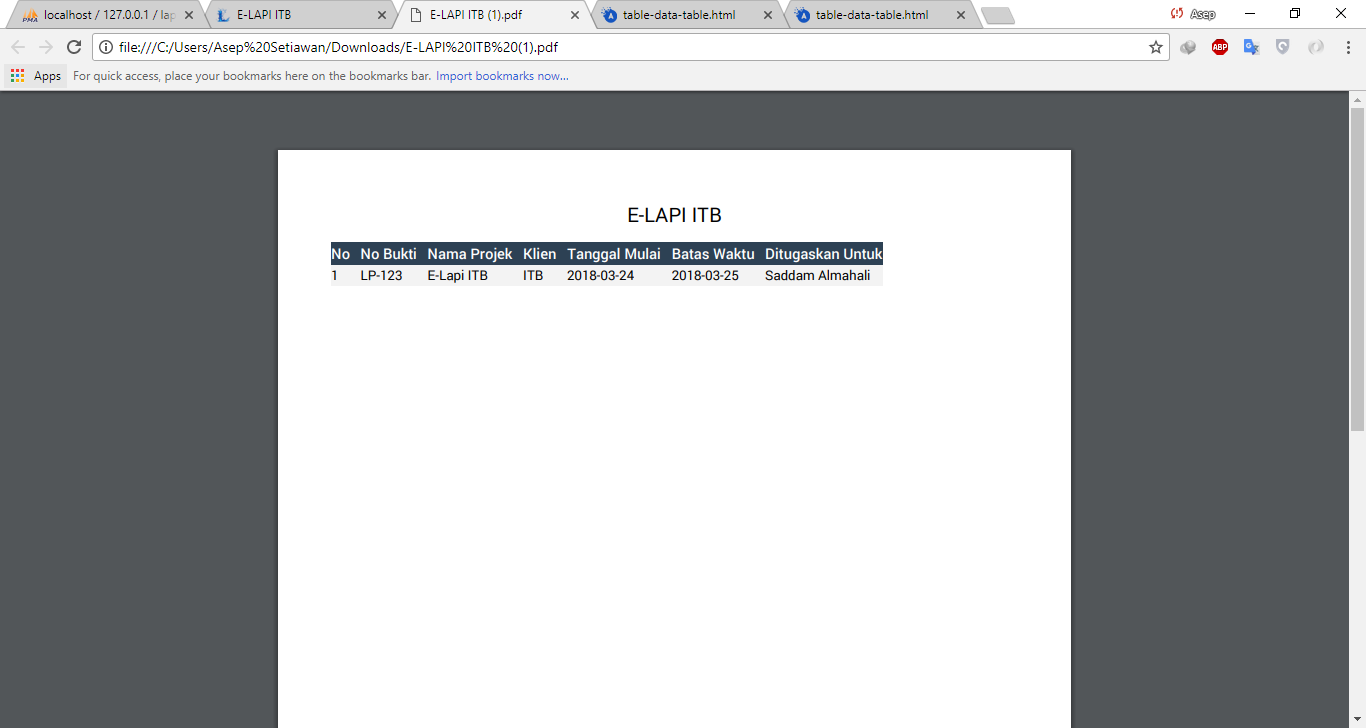 localhost / 127.0.0.1 / lap
E-LAPI ITB
E-LAPI ITB (1).pdf
table-data-table.html
table-data-table.html
Asep
file:///C:/Users/Asep%20Setiawan/Downloads/E-LAPI%20ITB%20(1).pdf
ABP
Apps For quick access, place your bookmarks here on the bookmarks bar. Import bookmarks now...
E-LAPI ITB
No No Bukti Nama Projek Klien Tanggal Mulai Batas Waktu Ditugaskan Untuk
1 LP-123 E-Lapi ITB ITB 2018-03-24 2018-03-25 Saddam Almahali